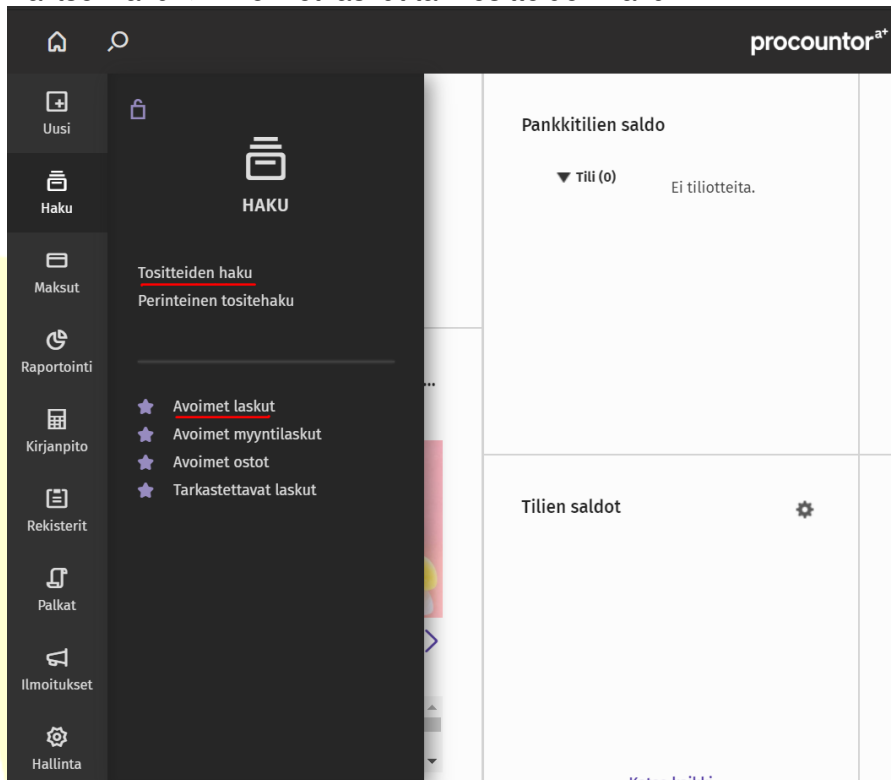 procountor a+
Uusi
Haku
Maksut
Raportointi
Kirjanpito
Rekisterit
Palkat
Ilmoitukset
Hallinta
HAKU
Tositteiden haku
Perinteinen tositehaku
Avoimet laskut
Avoimet myyntilaskut
Avoimet ostot
Tarkastettavat laskut
...
Pankkitilien saldo
Tili (0)
Ei tiliotteita.
Tilien saldot